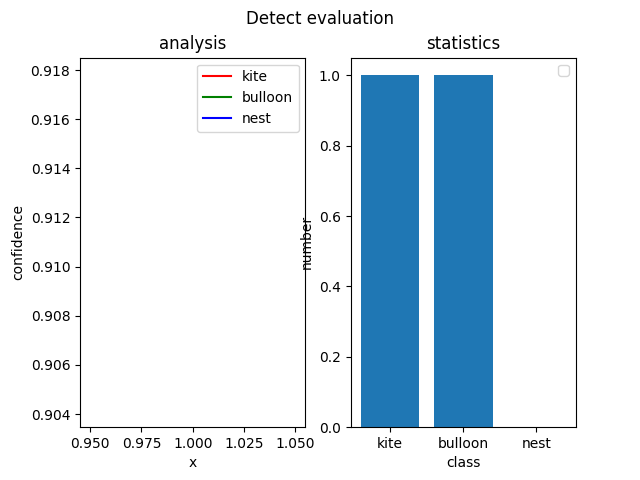 Detect evaluation
analysis
confidence
0.918
0.916
0.914
0.912
0.910
0.908
0.906
0.904
kite
bulloon
nest
0.950 0.975 1.000 1.025 1.050
x
statistics
number
1.0
0.8
0.6
0.4
0.2
0.0
kite bulloon nest
class